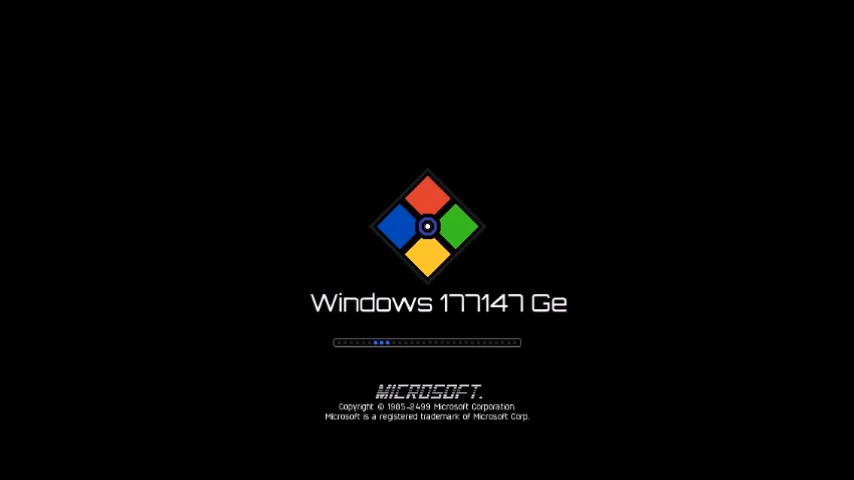 Windows 177147 Ge
MICROSOFT.
Copyright © 1985-2499 Microsoft Corporation.
Microsoft is a registered trademark of Microsoft Corp.